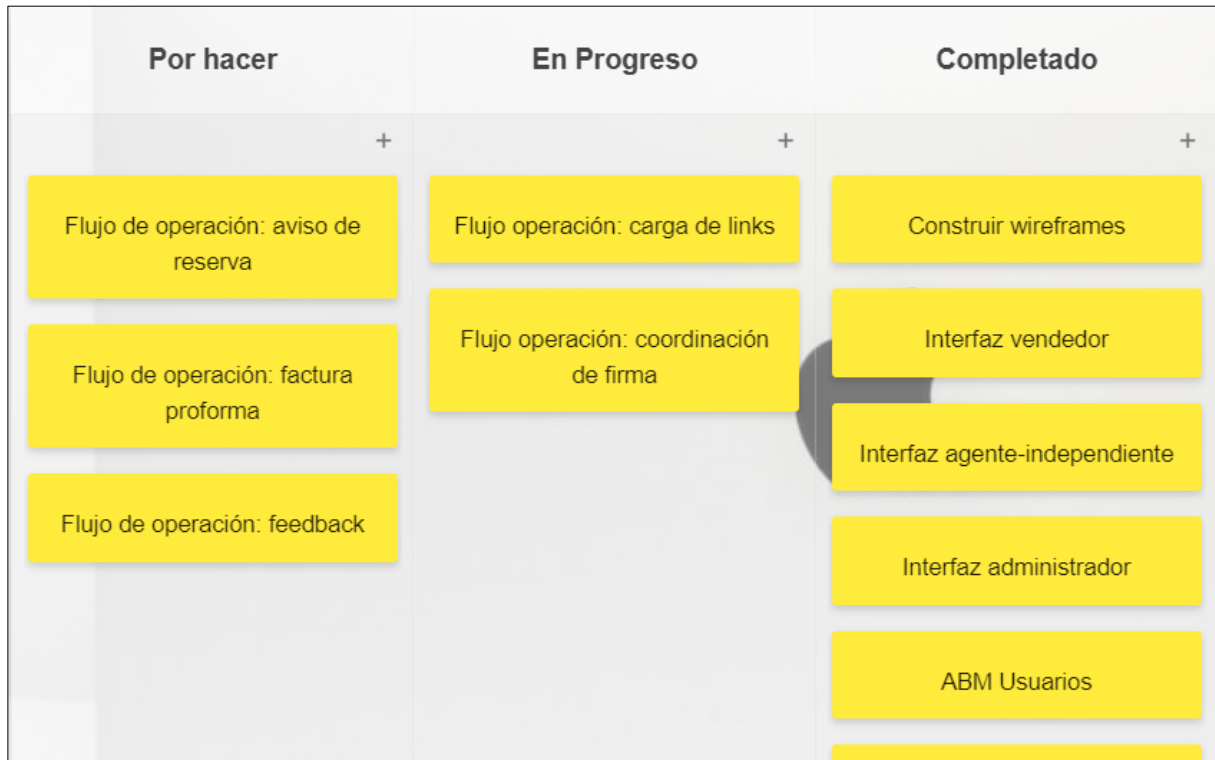 Por hacer
+
Flujo de operación: aviso de
reserva
Flujo de operación: factura
proforma
Flujo de operación: feedback
En Progreso
+
Flujo operación: carga de links
Flujo operación: coordinación
de firma
Completado
+
Construir wireframes
Interfaz vendedor
Interfaz agente-independiente
Interfaz administrador
ABM Usuarios